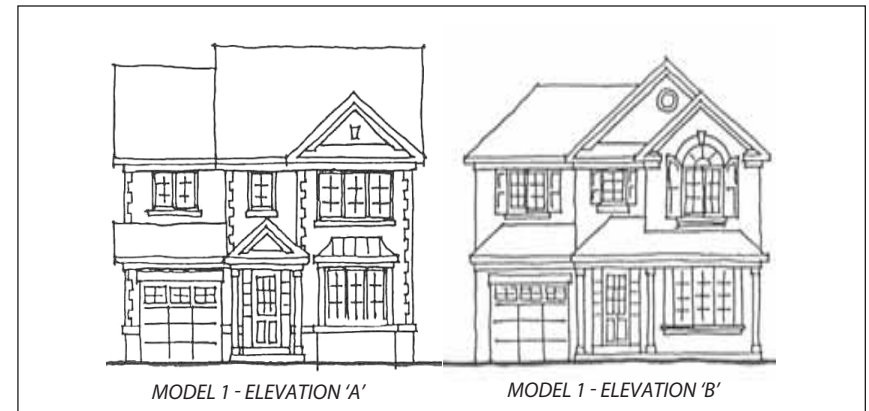 MODEL 1 - ELEVATION ‘A’
MODEL 1 - ELEVATION ‘B’